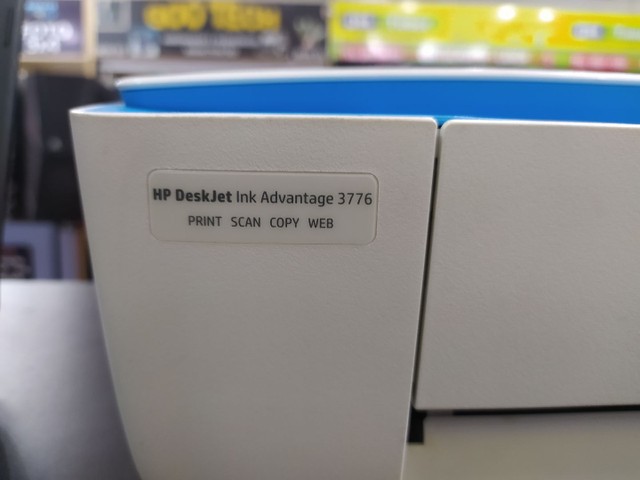 HP DeskJet Ink Advantage 3776
PRINT SCAN COPY WEB